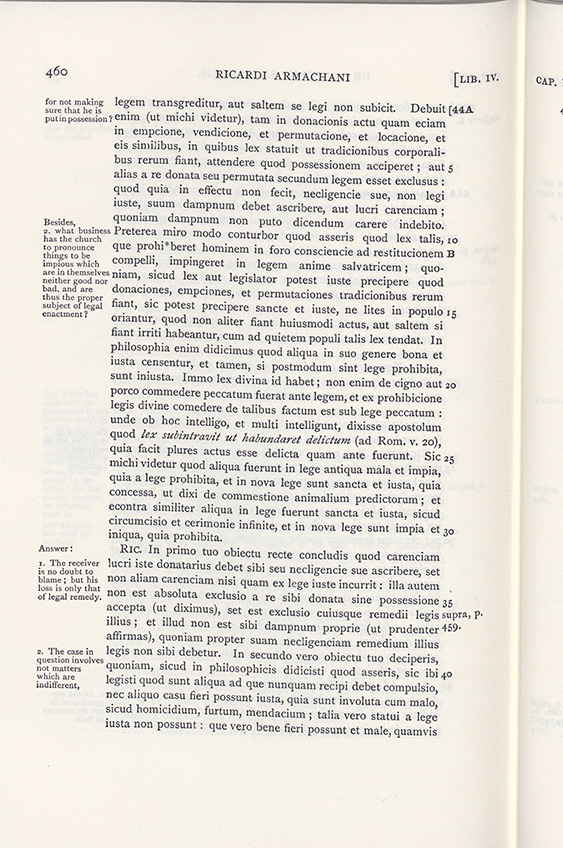 460
RICARDI ARMACHANI
[LIB. IV.
CAP.
for not making
sure that he is
put in possession?
legem transgreditur, aut saltem se legi non subicit. Debuit [44A
enim (ut michi videtur), tam in donacionis actu quam eciam
in empcione, vendicione, et permutacione, et locacione, et
eis similibus, in quibus lex statuit ut tradicionibus corporali-
bus rerum fiant, attendere quod possessionem acciperet; aut 5
alias a re donata seu permutata secundum legem esset exclusus:
quod quia in effectu non fecit, negligencie sue, non legi
iuste, suum dampnum debet ascribere, aut lucri carenciam;
quoniam dampnum non puto dicendum carere indebito.
Besides,
2. what business
has the church
to pronounce
things to be
impious which
are in themselves
neither good nor
bad, and are
thus the proper
subject of legal
enactment?
Preterea miro modo conturbor quod asseris quod lex talis, 10
que prohi*beret hominem in foro consciencie ad restitucionem B
compelli, impingeret in legem anime salvatricem; quo-
niam, sicud lex aut legislator potest iuste precipere quod
donaciones, empciones, et permutaciones tradicionibus rerum
fiant, sic potest precipere sancte et iuste, ne lites in populo 15
oriantur, quod non aliter fiant huiusmodi actus, aut saltem si
fiant irriti habeantur, cum ad quietem populi talis lex tendat. In
philosophia enim didicimus quod aliqua in suo genere bona et
iusta censentur, et tamen, si postmodum sint lege prohibita,
sunt iniusta. Immo lex divina id habet; non enim de cigno aut 20
porco commedere peccatum fuerat ante legem, et ex prohibicione
legis divine comedere de talibus factum est sub lege peccatum:
unde ob hoc intelligo, et multi intelligunt, dixisse apostolum
quod lex subintravit ut habundaret delictum (ad Rom. v. 20),
quia facit plures actus esse delicta quam ante fuerunt. Sic 25
michi videtur quod aliqua fuerunt in lege antiqua mala et impia,
quia a lege prohibita, et in nova lege sunt sancta et iusta, quia
concessa, ut dixi de commestione animalium predictorum; et
econtra similiter aliqua in lege fuerunt sancta et iusta, sicud
circumcisio et cerimonie infinite, et in nova lege sunt impia et 30
iniqua, quia prohibita.
Answer:
1. The receiver
is no doubt to
blame; but his
loss is only that
of legal remedy.
RIC. In primo tuo obiectu recte concludis quod carenciam
lucri iste donatarius debet sibi seu negligencie sue ascribere, set
non aliam carenciam nisi quam ex lege iuste incurrit: illa autem
non est absoluta exclusio a re sibi donata sine possessione 35
accepta (ut diximus), set est exclusio cuiusque remedii legis supra, p.
illius; et illud non est sibi dampnum proprie (ut prudenter 459.
affirmas), quoniam propter suam necligenciam remedium illius
legis non sibi debetur. In secundo vero obiectu tuo deciperis,
2. The case in
question involves
not matters
which are
indifferent,
quoniam, sicud in philosophicis didicisti quod asseris, sic ibi 40
legisti quod sunt aliqua ad que nunquam recipi debet compulsio,
nec aliquo casu fieri possunt iusta, quia sunt involuta cum malo,
sicud homicidium, furtum, mendacium; talia vero statui a lege
iusta non possunt: que vero bene fieri possunt et male, quamvis